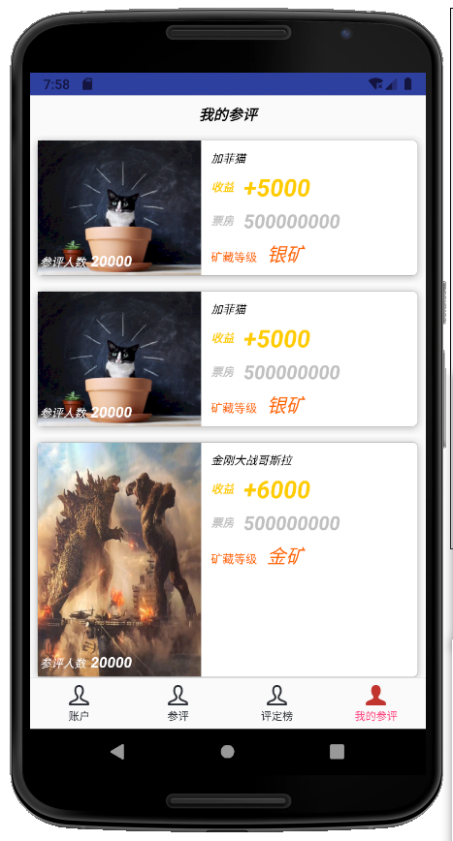 7:58
我的参评
加菲猫
收益 +5000
票房 500000000
矿藏等级 银矿
参评人数 20000
加菲猫
收益 +5000
票房 500000000
矿藏等级 银矿
参评人数 20000
金刚大战哥斯拉
收益 +6000
票房 500000000
矿藏等级 金矿
参评人数 20000
账户
参评
评定榜
我的参评